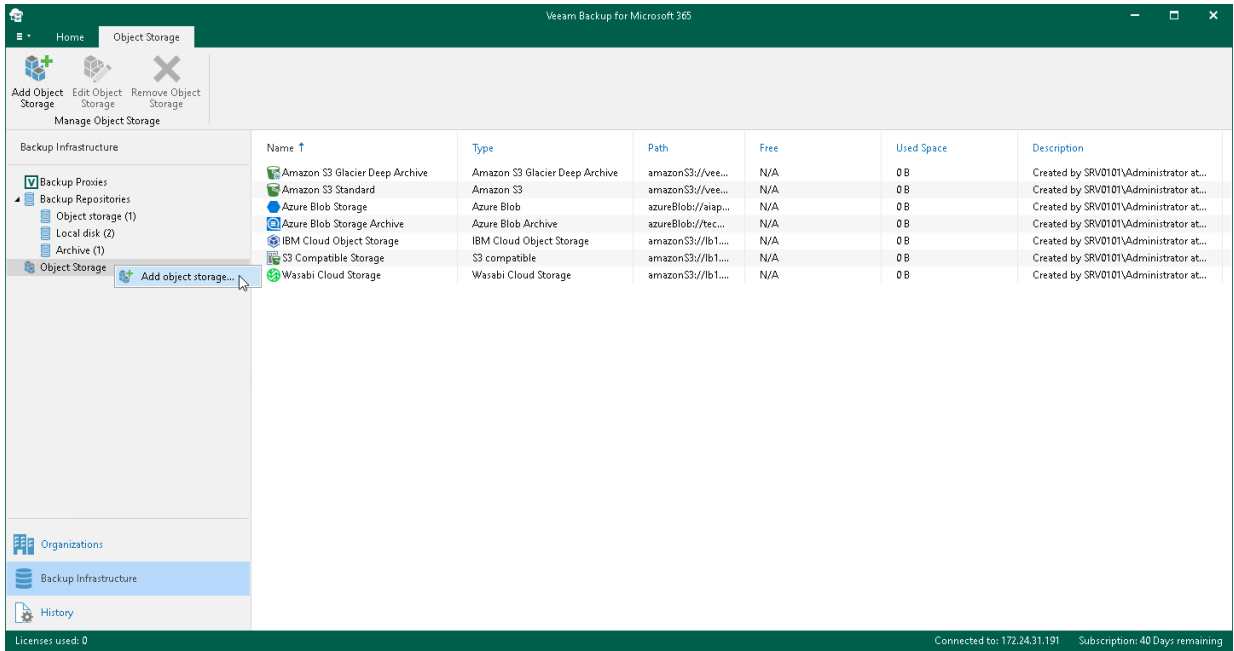 Veeam Backup for Microsoft 365
Home Object Storage
Add Object Storage
Edit Object Storage
Remove Object Storage
Manage Object Storage
Backup Infrastructure
Backup Proxies
Backup Repositories
Object storage (1)
Local disk (2)
Archive (1)
Object Storage
Add object storage...
Name Type Path Free Used Space Description
Amazon S3 Glacier Deep Archive Amazon S3 Glacier Deep Archive amazonS3://vee... N/A 0 B Created by SRV0101\Administrator at...
Amazon S3 Standard Amazon S3 amazonS3://vee... N/A 0 B Created by SRV0101\Administrator at...
Azure Blob Storage Azure Blob azureBlob://aiap... N/A 0 B Created by SRV0101\Administrator at...
Azure Blob Storage Archive Azure Blob Archive azureBlob://tec... N/A 0 B Created by SRV0101\Administrator at...
IBM Cloud Object Storage IBM Cloud Object Storage amazonS3://lb1.... N/A 0 B Created by SRV0101\Administrator at...
S3 Compatible Storage S3 compatible amazonS3://lb1.... N/A 0 B Created by SRV0101\Administrator at...
Wasabi Cloud Storage Wasabi Cloud Storage amazonS3://lb1.... N/A 0 B Created by SRV0101\Administrator at...
Organizations
Backup Infrastructure
History
Licenses used: 0
Connected to: 172.24.31.191 Subscription: 40 Days remaining